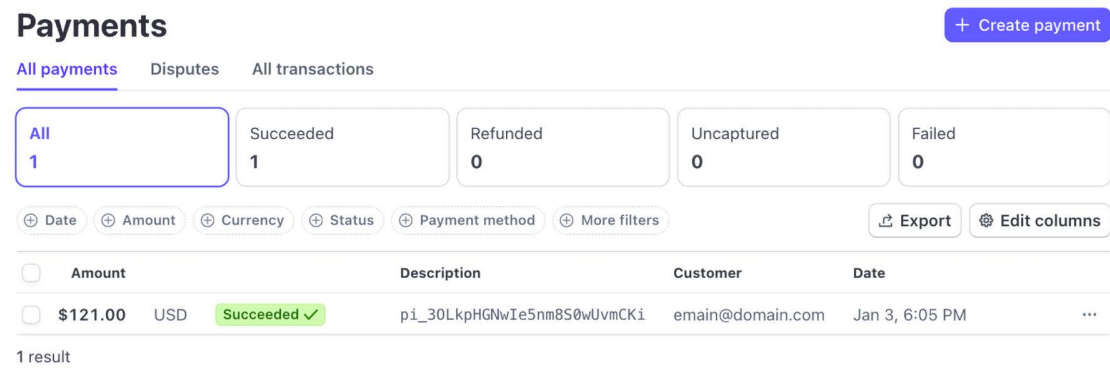 Payments
+ Create payment
All payments Disputes All transactions
All Succeeded Refunded Uncaptured Failed
1 1 0 0 0
Date Amount Currency Status Payment method More filters Export Edit columns
Amount Description Customer Date
$121.00 USD Succeeded ✓ pi_3OLkpHGNwIe5nm8S0wUvmCKi emain@domain.com Jan 3, 6:05 PM ...
1 result